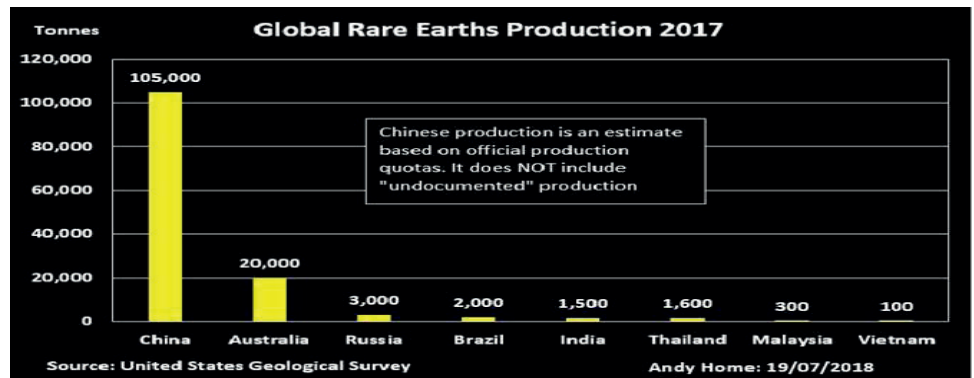 Tonnes
Global Rare Earths Production 2017
120,000
105,000
100,000
Chinese production is an estimate
based on official production
quotas. It does NOT include
"undocumented" production
80,000
60,000
40,000
20,000
20,000
3,000
2,000
1,500
1,600
300
100
0
China
Australia
Russia
Brazil
India
Thailand
Malaysia
Vietnam
Source: United States Geological Survey
Andy Home: 19/07/2018